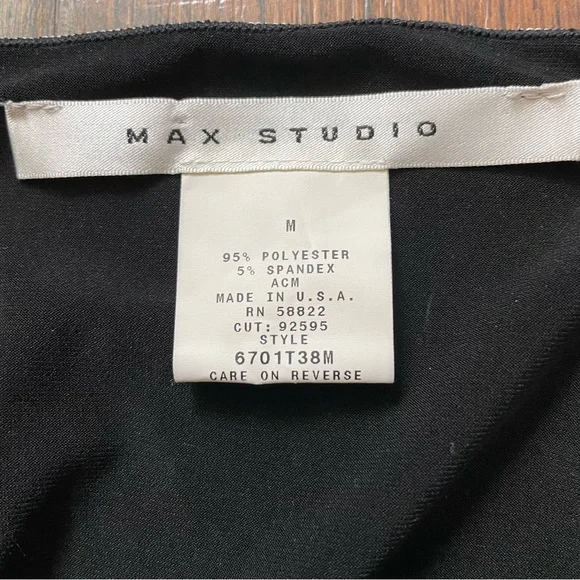 MAX STUDIO
M
95% POLYESTER
5% SPANDEX
ACM
MADE IN U.S.A.
RN 58822
CUT: 92595
STYLE
6701T38M
CARE ON REVERSE